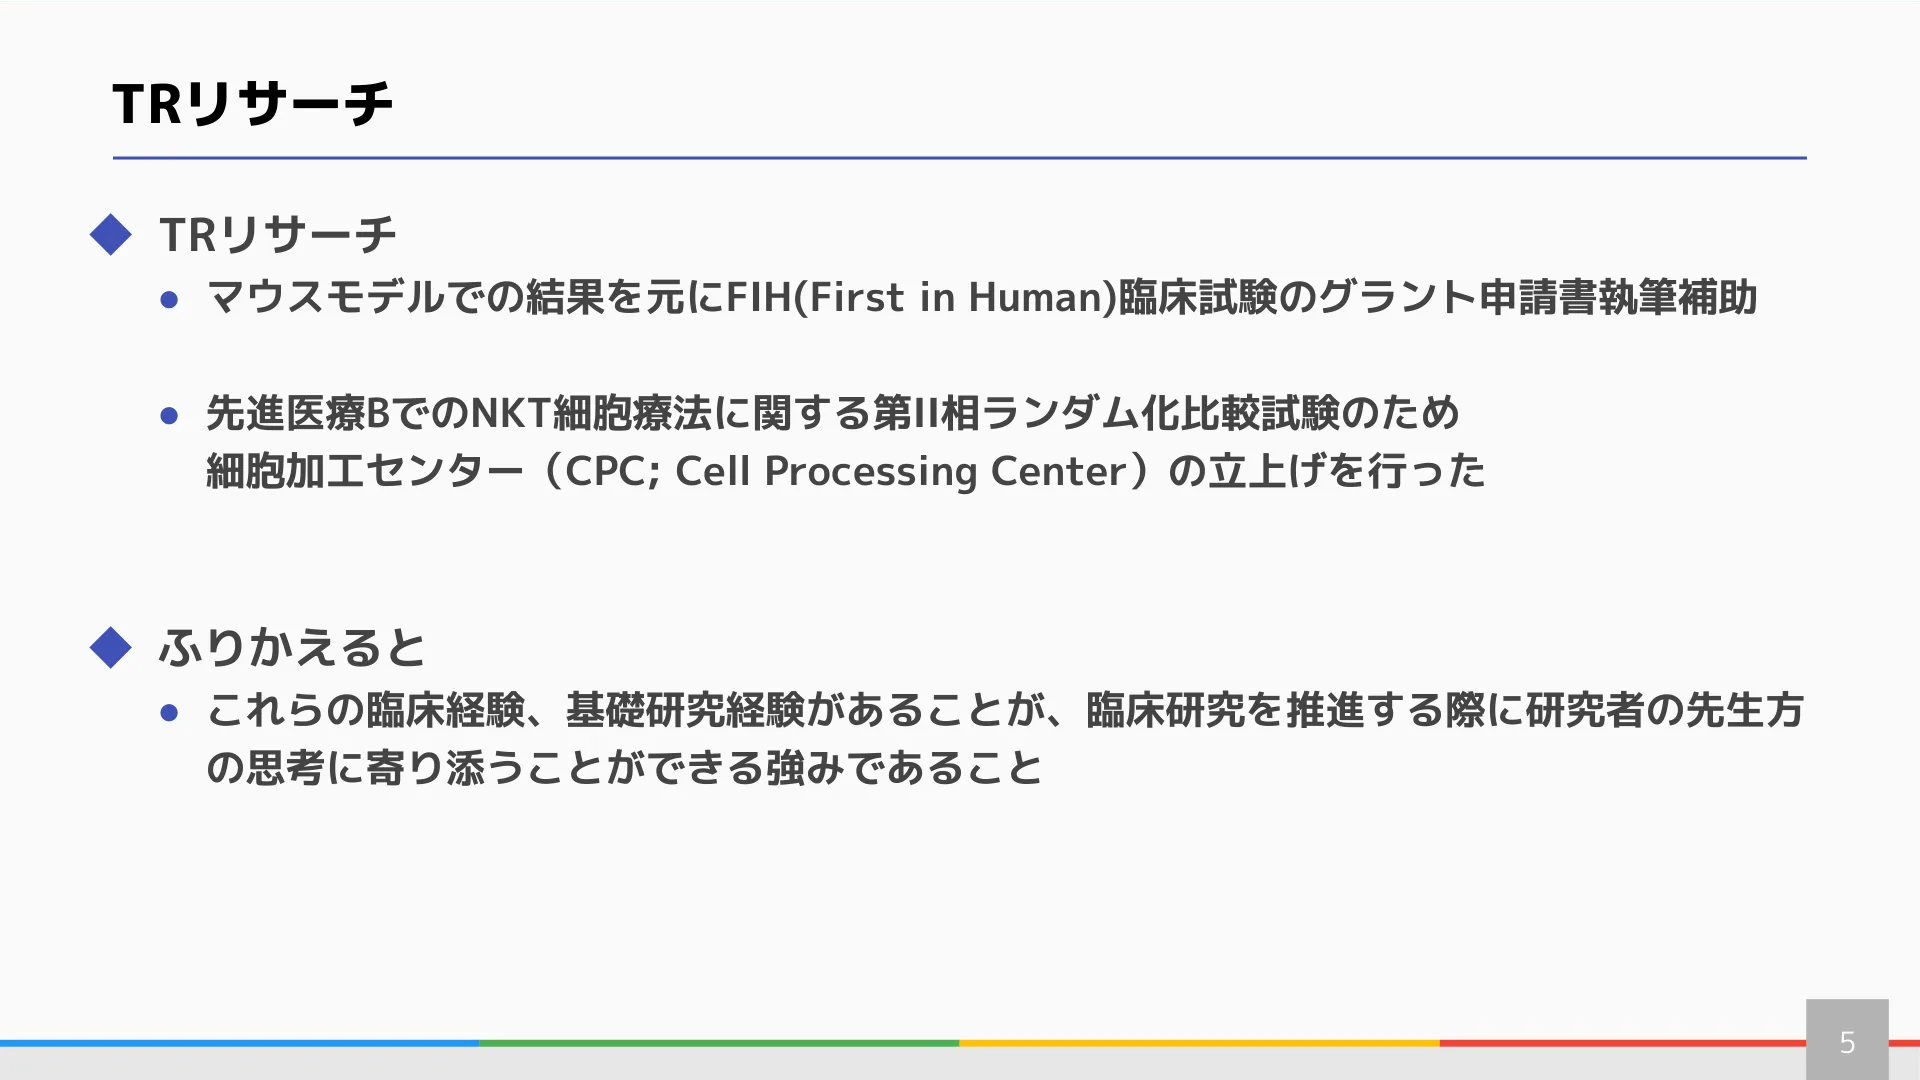 TRリサーチ
TRリサーチ
マウスモデルでの結果を元にFIH(First in Human)臨床試験のグラント申請書執筆補助
先進医療BでのNKT細胞療法に関する第II相ランダム化比較試験のため
細胞加工センター（CPC; Cell Processing Center）の立上げを行った
ふりかえると
これらの臨床経験、基礎研究経験があることが、臨床研究を推進する際に研究者の先生方
の思考に寄り添うことができる強みであること
5